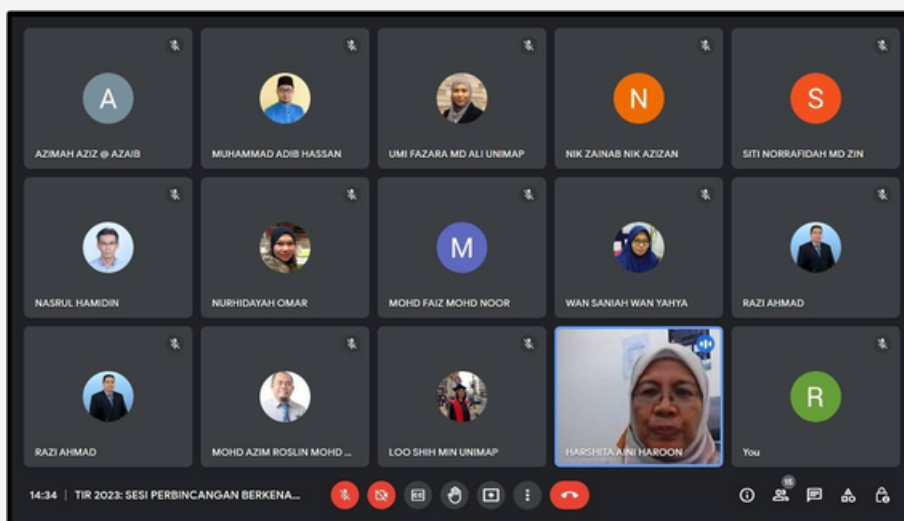 A
AZIMAH AZIZ @ AZAIB
MUHAMMAD ADIB HASSAN
UMI FAZARA MD ALI UNIMAP
N
NIK ZAINAB NIK AZIZAN
S
SITI NORRAFIDAH MD ZIN
NASRUL HAMIDIN
NURHIDAYAH OMAR
M
MOHD FAIZ MOHD NOOR
WAN SANIAH WAN YAHYA
RAZI AHMAD
RAZI AHMAD
MOHD AZIM ROSLIN MOHD ...
LOO SHIH MIN UNIMAP
HARSHITA AINI HAROON
R
You
14:34 | TIR 2023: SESI PERBINCANGAN BERKENA...
15